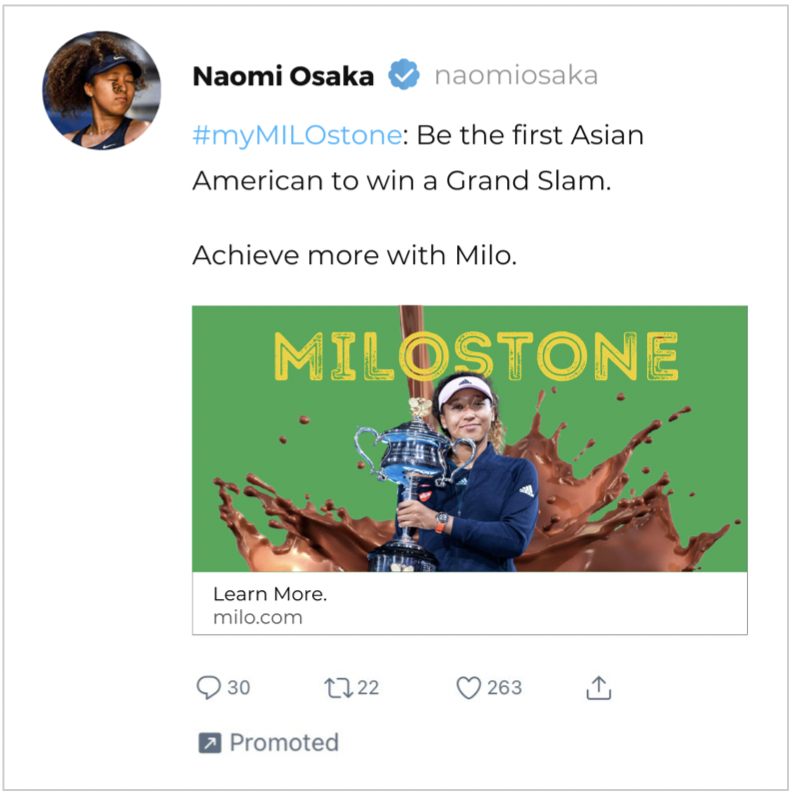 Naomi Osaka naomiosaka
#myMILOstone: Be the first Asian
American to win a Grand Slam.
Achieve more with Milo.
MILOSTONE
Learn More.
milo.com
30 22 263
Promoted